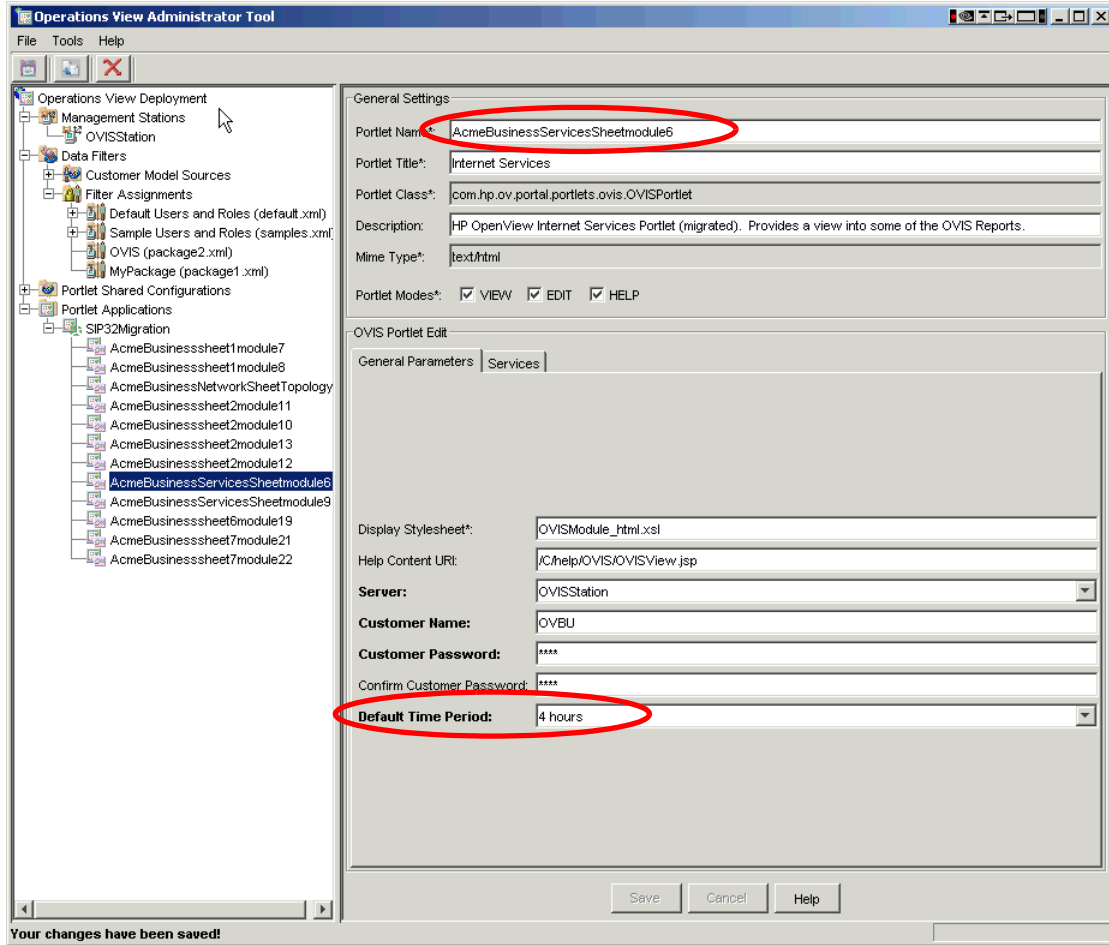 Operations View Administrator Tool
File Tools Help
Operations View Deployment
Management Stations
OVISStation
Data Filters
Customer Model Sources
Filter Assignments
Default Users and Roles (default.xml)
Sample Users and Roles (samples.xml
OVIS (package2.xml)
MyPackage (package1.xml)
Portlet Shared Configurations
Portlet Applications
SIP32Migration
AcmeBusinesssheet1module7
AcmeBusinesssheet1module8
AcmeBusinessNetworkSheetTopology
AcmeBusinesssheet2module11
AcmeBusinesssheet2module10
AcmeBusinesssheet2module13
AcmeBusinesssheet2module12
AcmeBusinessServicesSheetmodule6
AcmeBusinessServicesSheetmodule9
AcmeBusinesssheet6module19
AcmeBusinesssheet7module21
AcmeBusinesssheet7module22
General Settings
Portlet Name*: AcmeBusinessServicesSheetmodule6
Portlet Title*: Internet Services
Portlet Class*: com.hp.ov.portal.portlets.ovis.OVISPortlet
Description: HP OpenView Internet Services Portlet (migrated). Provides a view into some of the OVIS Reports.
Mime Type*: text/html
Portlet Modes*: VIEW EDIT HELP
OVIS Portlet Edit
General Parameters Services
Display Stylesheet*: OVISModule_html.xsl
Help Content URI: /C/help/OVIS/OVISView.jsp
Server: OVISStation
Customer Name: OVBU
Customer Password: ****
Confirm Customer Password: ****
Default Time Period: 4 hours
Save Cancel Help
Your changes have been saved!